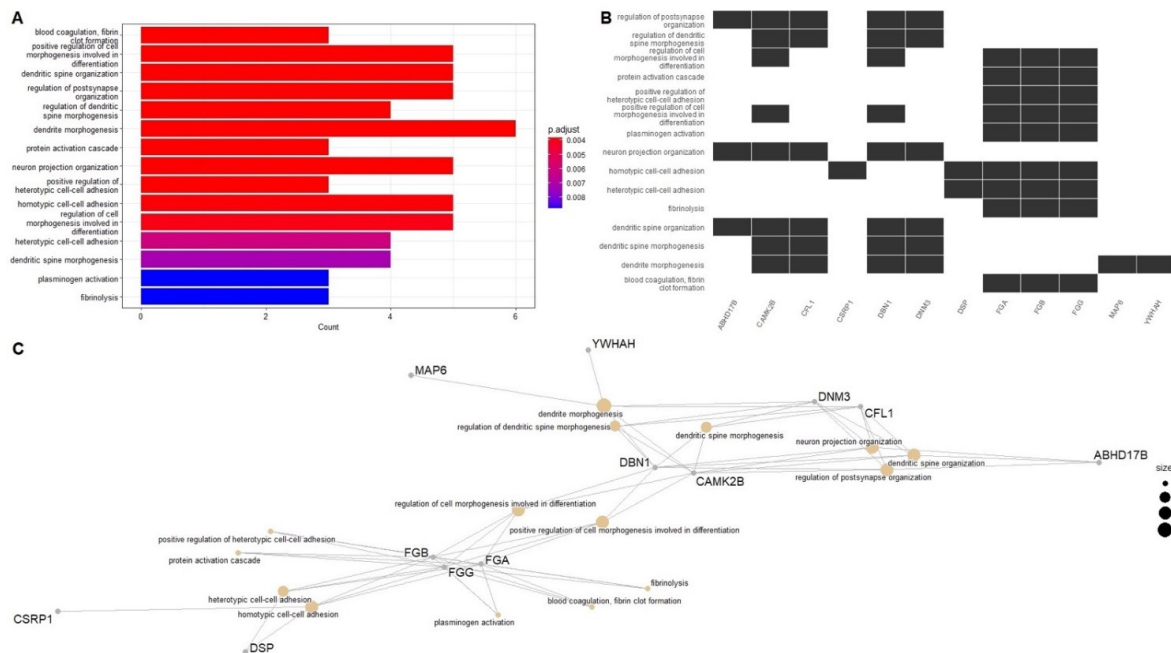 A
blood coagulation, fibrin
clot formation
positive regulation of cell
morphogenesis involved in
differentiation
dendritic spine organization
regulation of postsynapse
organization
regulation of dendritic
spine morphogenesis
dendrite morphogenesis
protein activation cascade
neuron projection organization
positive regulation of
heterotypic cell-cell adhesion
homotypic cell-cell adhesion
regulation of cell
morphogenesis involved in
differentiation
heterotypic cell-cell adhesion
dendritic spine morphogenesis
plasminogen activation
fibrinolysis
0
2
4
6
Count
p.adjust
0.004
0.005
0.006
0.007
0.008
B
regulation of postsynapse
organization
regulation of dendritic
spine morphogenesis
regulation of cell
morphogenesis involved in
differentiation
protein activation cascade
positive regulation of
heterotypic cell-cell adhesion
positive regulation of cell
morphogenesis involved in
differentiation
plasminogen activation
neuron projection organization
homotypic cell-cell adhesion
heterotypic cell-cell adhesion
fibrinolysis
dendritic spine organization
dendritic spine morphogenesis
dendrite morphogenesis
blood coagulation, fibrin
clot formation
ABHD17B
CAMK2B
CFL1
CSRP1
DBN1
DNM3
DSP
FGA
FGB
FGG
MAP6
YWHAH
C
YWHAH
MAP6
DNM3
CFL1
dendrite morphogenesis
regulation of dendritic spine morphogenesis
dendritic spine morphogenesis
neuron projection organization
ABHD17B
DBN1
dendritic spine organization
CAMK2B
regulation of postsynapse organization
size
regulation of cell morphogenesis involved in differentiation
positive regulation of cell morphogenesis involved in differentiation
positive regulation of heterotypic cell-cell adhesion
protein activation cascade
FGB
FGA
FGG
fibrinolysis
heterotypic cell-cell adhesion
blood coagulation, fibrin clot formation
homotypic cell-cell adhesion
CSRP1
plasminogen activation
DSP